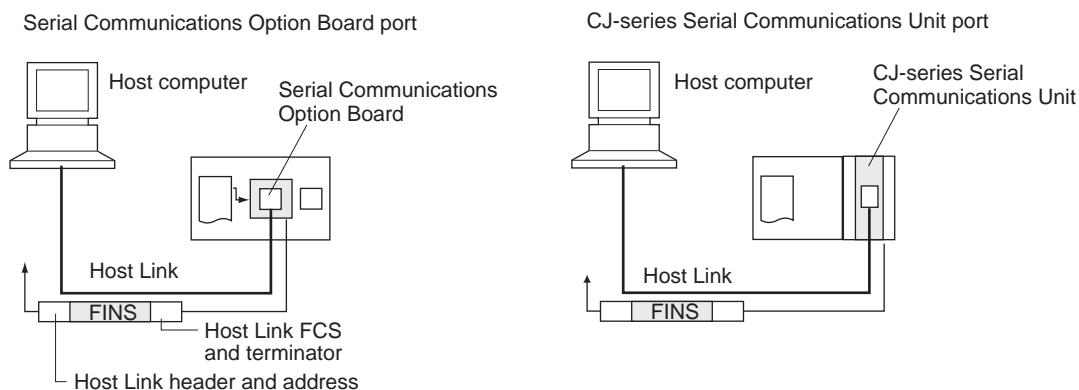 Serial Communications Option Board port
Host computer
Serial Communications
Option Board
Host Link
FINS
Host Link FCS
and terminator
Host Link header and address
CJ-series Serial Communications Unit port
Host computer
CJ-series Serial
Communications Unit
Host Link
FINS